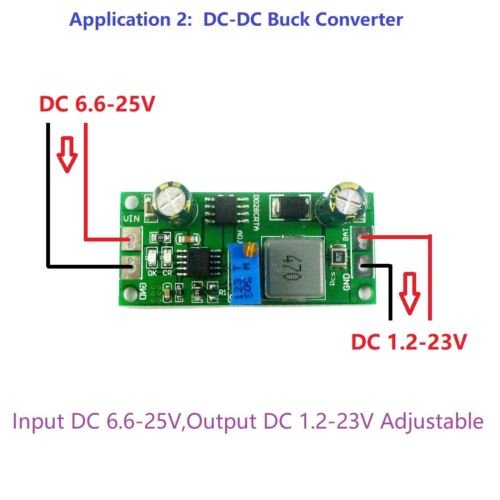 Application 2: DC-DC Buck Converter
DC 6.6-25V
VIN
DD28CRTA
ADJ
BAT
OK CR
GND
W 503
470
Rcs
GND
DC 1.2-23V
Input DC 6.6-25V,Output DC 1.2-23V Adjustable